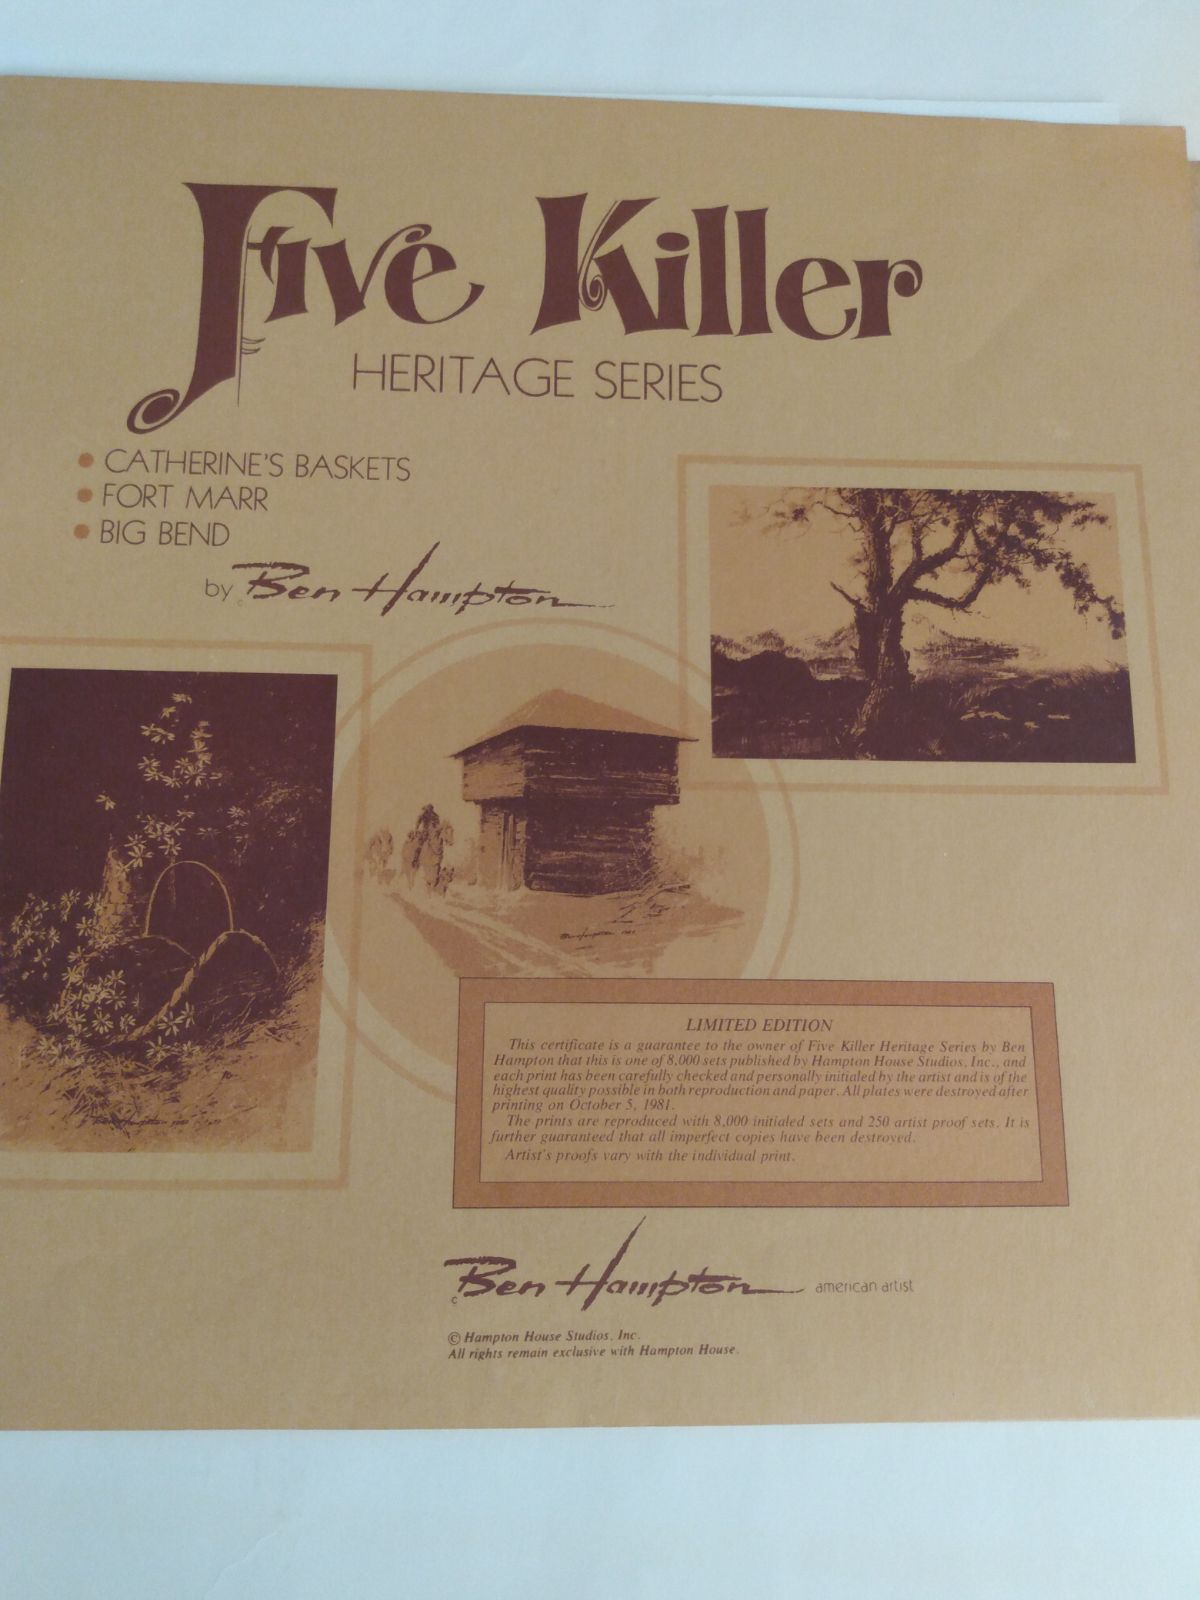 Five Killer
HERITAGE SERIES
• CATHERINE'S BASKETS
• FORT MARR
• BIG BEND
by Ben Hampton
©
Ben Hampton 1981
LIMITED EDITION
This certificate is a guarantee to the owner of Five Killer Heritage Series by Ben
Hampton that this is one of 8,000 sets published by Hampton House Studios, Inc., and
each print has been carefully checked and personally initialed by the artist and is of the
highest quality possible in both reproduction and paper. All plates were destroyed after
printing on October 5, 1981.
The prints are reproduced with 8,000 initialed sets and 250 artist proof sets. It is
further guaranteed that all imperfect copies have been destroyed.
Artist's proofs vary with the individual print.
Ben Hampton american artist
©
© Hampton House Studios, Inc.
All rights remain exclusive with Hampton House.